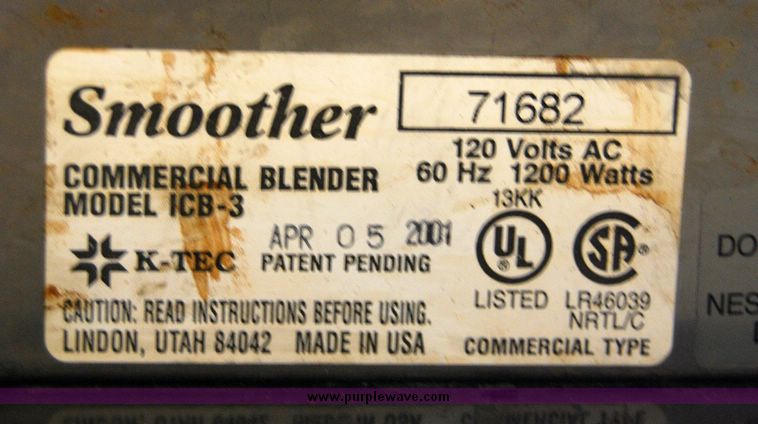 Smoother
71682
120 Volts AC
COMMERCIAL BLENDER
60 Hz 1200 Watts
MODEL ICB-3
13KK
K-TEC
APR 05 2001
PATENT PENDING
UL
®
LISTED
SA
®
LR46039
NRTL/C
CAUTION: READ INSTRUCTIONS BEFORE USING.
LINDON, UTAH 84042 MADE IN USA
COMMERCIAL TYPE
DO
NES
www.purplewave.com